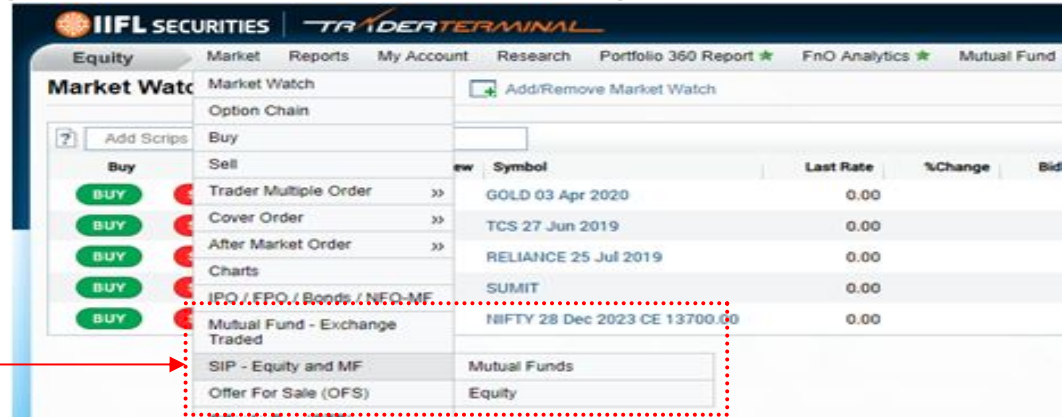 IIFL SECURITIES TRADERTERMINAL
Equity Market Reports My Account Research Portfolio 360 Report FnO Analytics Mutual Fund
Market Watc Market Watch Add/Remove Market Watch
Option Chain
Add Scrips Buy
Buy Sell ew Symbol Last Rate %Change Bid
BUY Trader Multiple Order » GOLD 03 Apr 2020 0.00
BUY Cover Order » TCS 27 Jun 2019 0.00
After Market Order »
BUY RELIANCE 25 Jul 2019 0.00
Charts
BUY IPO / FPO / Bonds / NFO-MF SUMIT 0.00
BUY Mutual Fund - Exchange NIFTY 28 Dec 2023 CE 13700.00 0.00
Traded
SIP - Equity and MF Mutual Funds
Offer For Sale (OFS) Equity